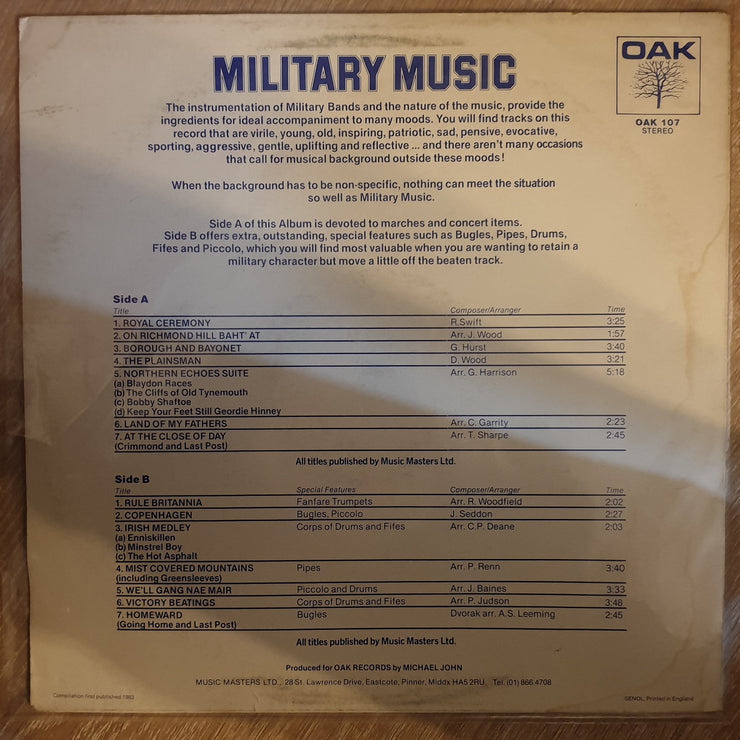 MILITARY MUSIC
OAK
OAK 107
STEREO
The instrumentation of Military Bands and the nature of the music, provide the
ingredients for ideal accompaniment to many moods. You will find tracks on this
record that are virile, young, old, inspiring, patriotic, sad, pensive, evocative,
sporting, aggressive, gentle, uplifting and reflective ... and there aren't many occasions
that call for musical background outside these moods!
When the background has to be non-specific, nothing can meet the situation
so well as Military Music.
Side A of this Album is devoted to marches and concert items.
Side B offers extra, outstanding, special features such as Bugles, Pipes, Drums,
Fifes and Piccolo, which you will find most valuable when you are wanting to retain a
military character but move a little off the beaten track.
Side A
Title Composer/Arranger Time
1. ROYAL CEREMONY R.Swift 3:25
2. ON RICHMOND HILL BAHT' AT Arr. J. Wood 1:57
3. BOROUGH AND BAYONET G. Hurst 3:40
4. THE PLAINSMAN D. Wood 3:21
5. NORTHERN ECHOES SUITE Arr. G. Harrison 5:18
(a) Blaydon Races
(b) The Cliffs of Old Tynemouth
(c) Bobby Shaftoe
(d) Keep Your Feet Still Geordie Hinney
6. LAND OF MY FATHERS Arr. C. Garrity 2:23
7. AT THE CLOSE OF DAY Arr. T. Sharpe 2:45
(Crimmond and Last Post)
All titles published by Music Masters Ltd.
Side B
Title Special Features Composer/Arranger Time
1. RULE BRITANNIA Fanfare Trumpets Arr. R. Woodfield 2:02
2. COPENHAGEN Bugles, Piccolo J. Seddon 2:27
3. IRISH MEDLEY Corps of Drums and Fifes Arr. C.P. Deane 2:03
(a) Enniskillen
(b) Minstrel Boy
(c) The Hot Asphalt
4. MIST COVERED MOUNTAINS Pipes Arr. P. Renn 3:40
(including Greensleeves)
5. WE'LL GANG NAE MAIR Piccolo and Drums Arr. J. Baines 3:33
6. VICTORY BEATINGS Corps of Drums and Fifes Arr. P. Judson 3:48
7. HOMEWARD Bugles Dvorak arr. A.S. Leeming 2:45
(Going Home and Last Post)
All titles published by Music Masters Ltd.
Produced for OAK RECORDS by MICHAEL JOHN
MUSIC MASTERS LTD., 28 St. Lawrence Drive, Eastcote, Pinner, Middx HA5 2RU. Tel. (01) 866 4708
Compilation first published 1983
GENOL, Printed in England